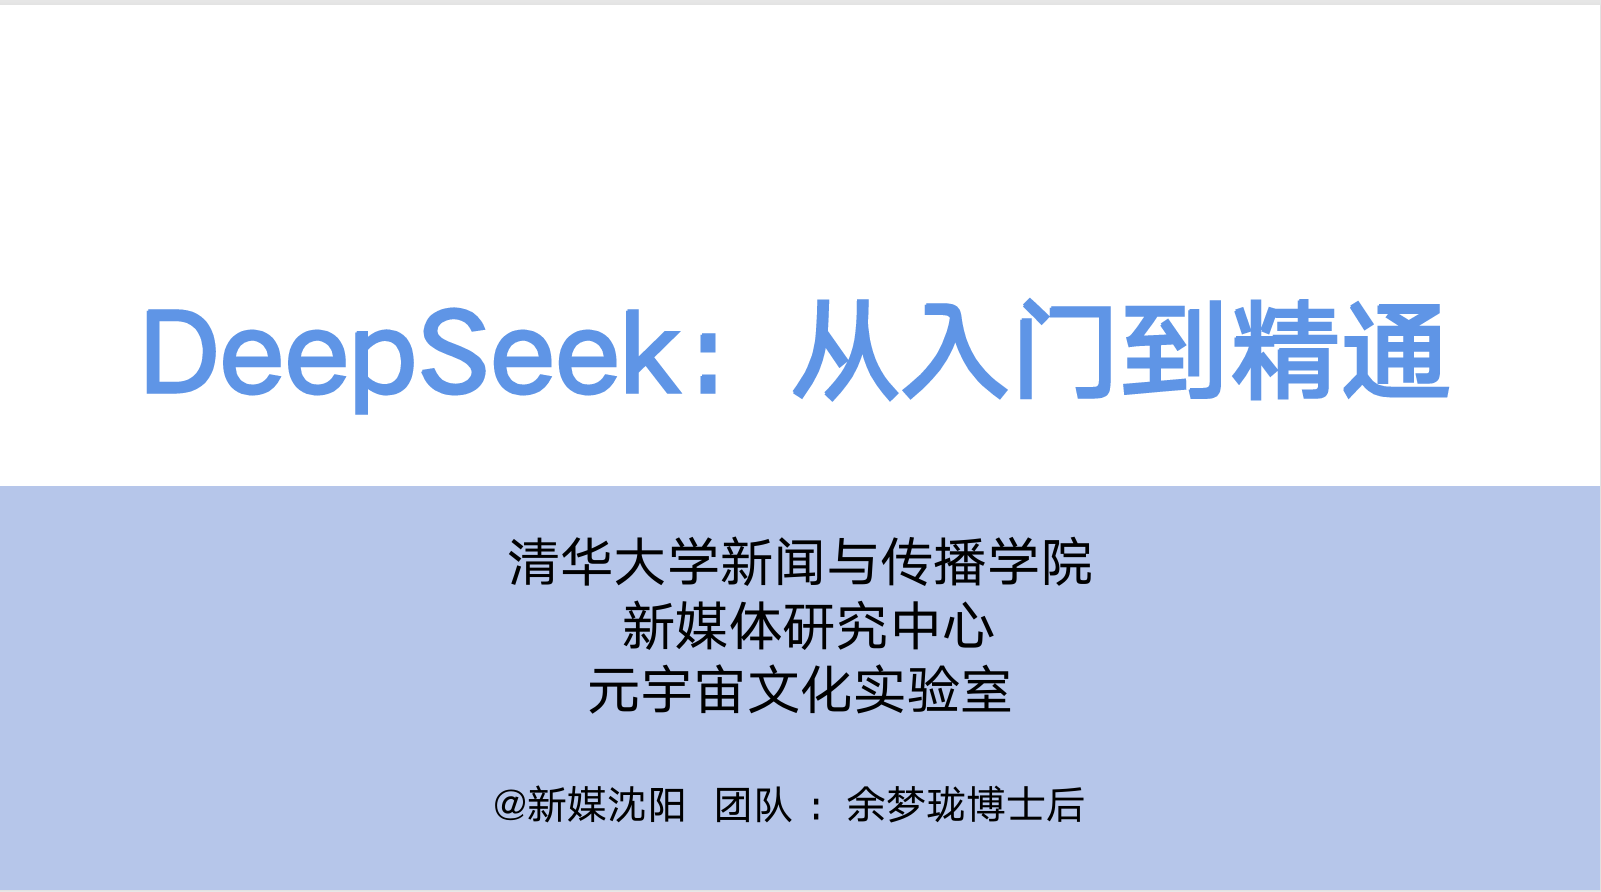 DeepSeek：从入门到精通
清华大学新闻与传播学院
新媒体研究中心
元宇宙文化实验室
@新媒沈阳 团队 ：余梦珑博士后